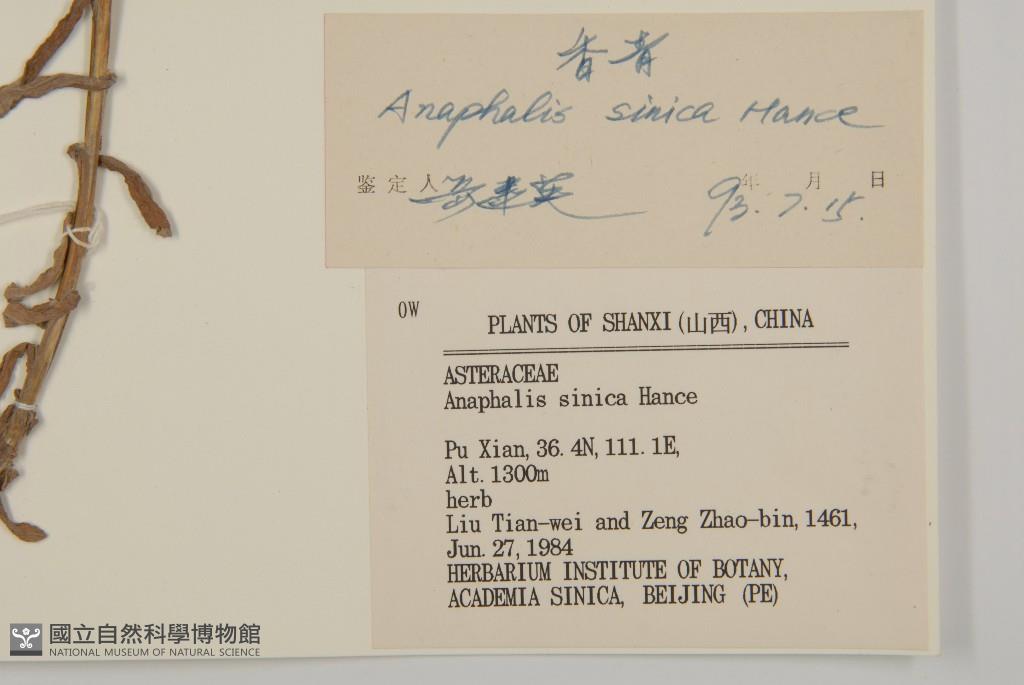 香青
Anaphalis sinica Hance
鉴定人 年 月 日
93. 7. 15.
OW
PLANTS OF SHANXI(山西), CHINA
ASTERACEAE
Anaphalis sinica Hance
Pu Xian, 36. 4N, 111. 1E,
Alt. 1300m
herb
Liu Tian-wei and Zeng Zhao-bin, 1461,
Jun. 27, 1984
HERBARIUM INSTITUTE OF BOTANY,
ACADEMIA SINICA, BEIJING (PE)
國立自然科學博物館
NATIONAL MUSEUM OF NATURAL SCIENCE